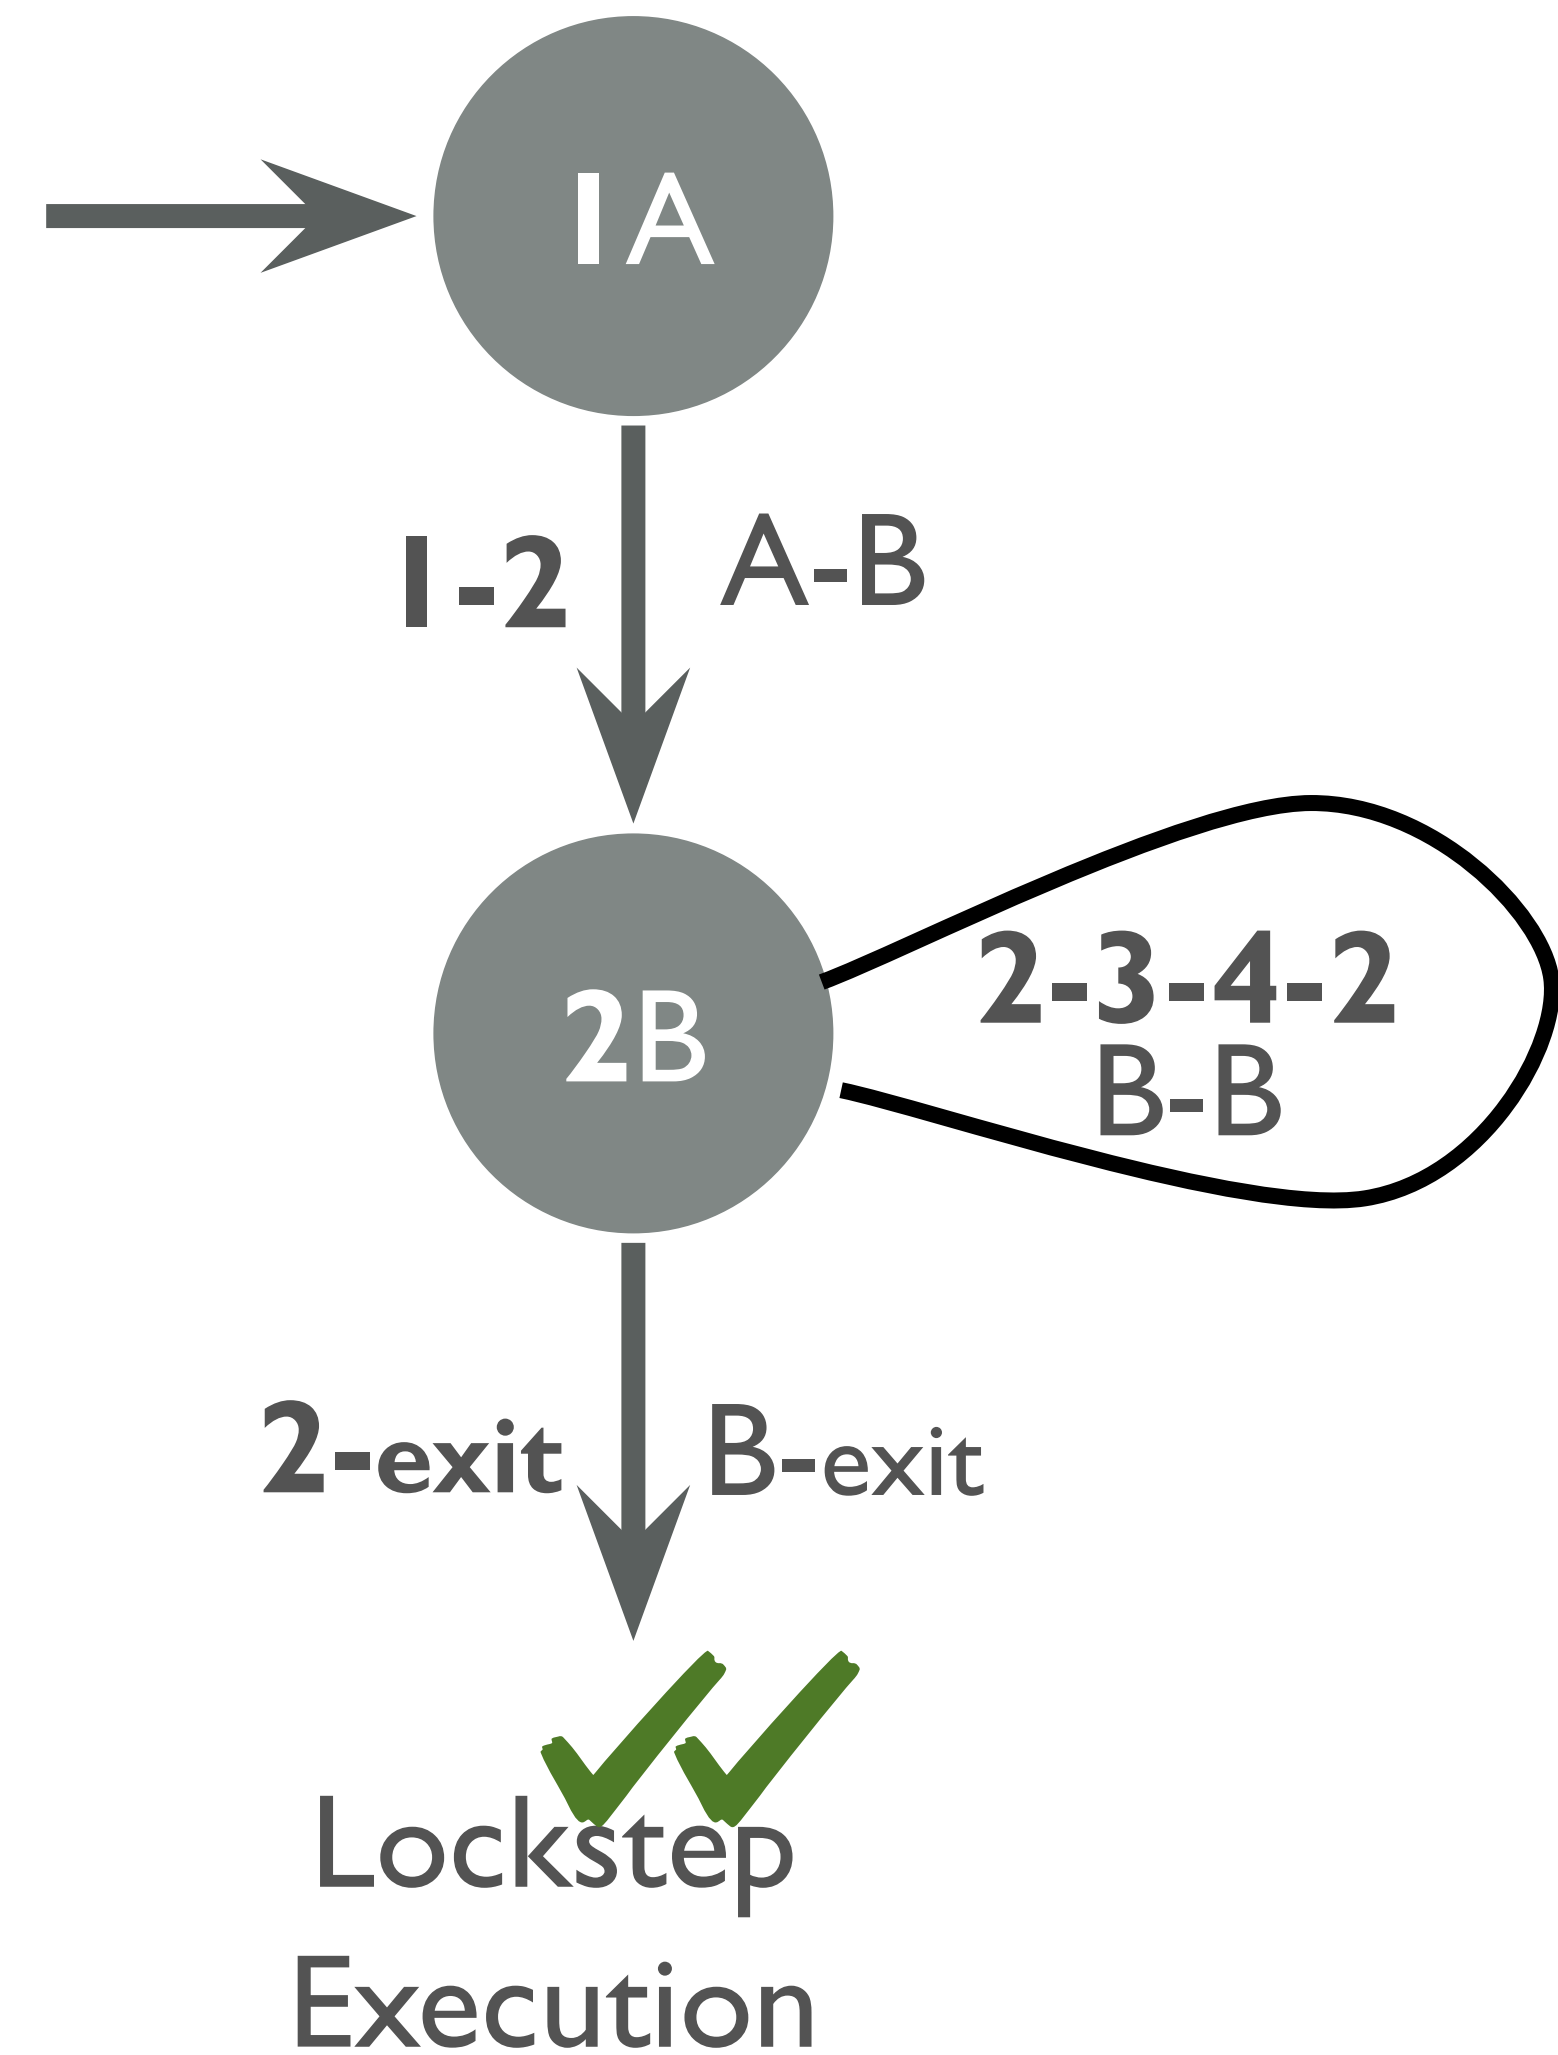 1A
1-2
A-B
2B
2-3-4-2
B-B
2-exit
B-exit
Lockstep
Execution